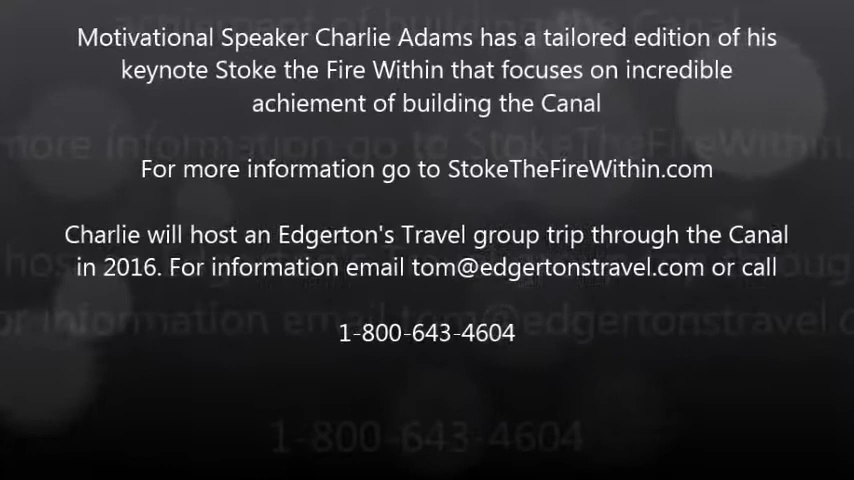 Motivational Speaker Charlie Adams has a tailored edition of his
keynote Stoke the Fire Within that focuses on incredible
achiement of building the Canal
For more information go to StokeTheFireWithin.com
Charlie will host an Edgerton's Travel group trip through the Canal
in 2016. For information email tom@edgertonstravel.com or call
1-800-643-4604